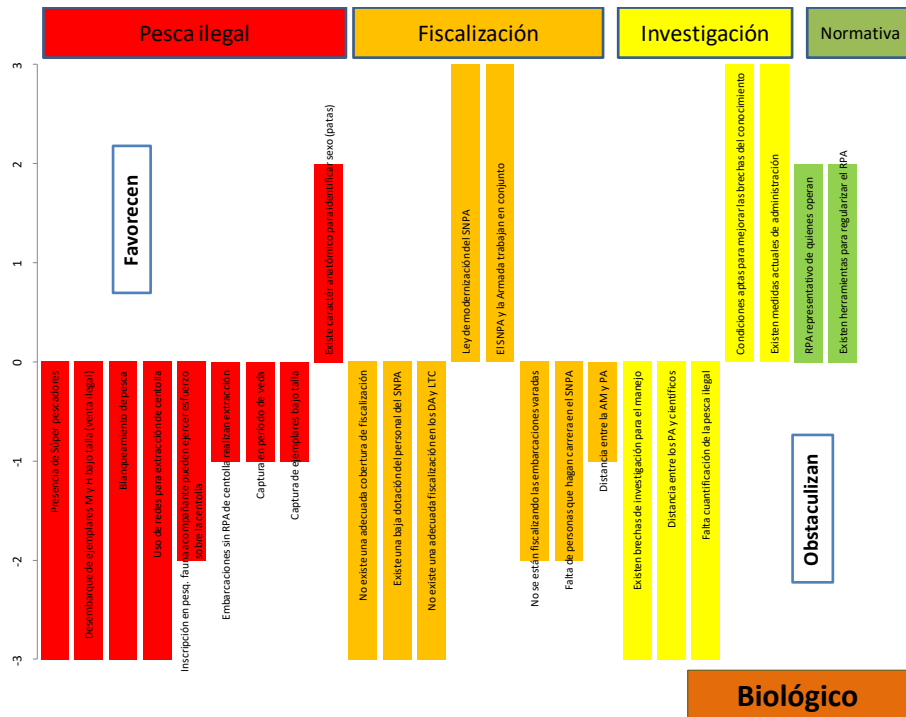 Pesca ilegal
Fiscalización
Investigación
Normativa
3
2
1
0
-1
-2
-3
Favorecen
Obstaculizan
Presencia de Súper pescadores
Desembarque de ejemplares M y H bajo talla (venta ilegal)
Blanqueamiento de pesca
Uso de redes para extracción de centolla
Inscripción en pesq. fauna acompañante pueden ejercer esfuerzo
sobre la centolla
Embarcaciones sin RPA de centolla realizan extracción
Captura en período de veda
Captura de ejemplares bajo talla
Existe carácter anatómico para identificar sexo (patas)
No existe una adecuada cobertura de fiscalización
Existe una baja dotación del personal del SNPA
No existe una adecuada fiscalización en los DA y LTC
Ley de modernización del SNPA
El SNPA y la Armada trabajan en conjunto
No se están fiscalizando las embarcaciones varadas
Falta de personas que hagan carrera en el SNPA
Distancia entre la AM y PA
Existen brechas de investigación para el manejo
Distancia entre los PA y científicos
Falta cuantificación de la pesca ilegal
Condiciones aptas para mejorar las brechas del conocimiento
Existen medidas actuales de administración
RPA representativo de quienes operan
Existen herramientas para regularizar el RPA
Biológico